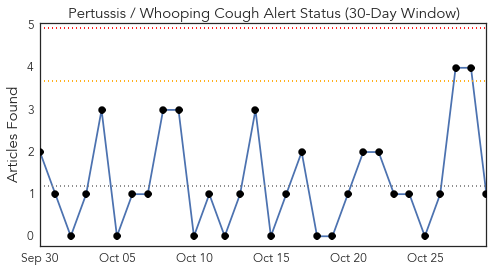 Pertussis / Whooping Cough Alert Status (30-Day Window)
Articles Found
5
4
3
2
1
0
Sep 30
Oct 05
Oct 10
Oct 15
Oct 20
Oct 25